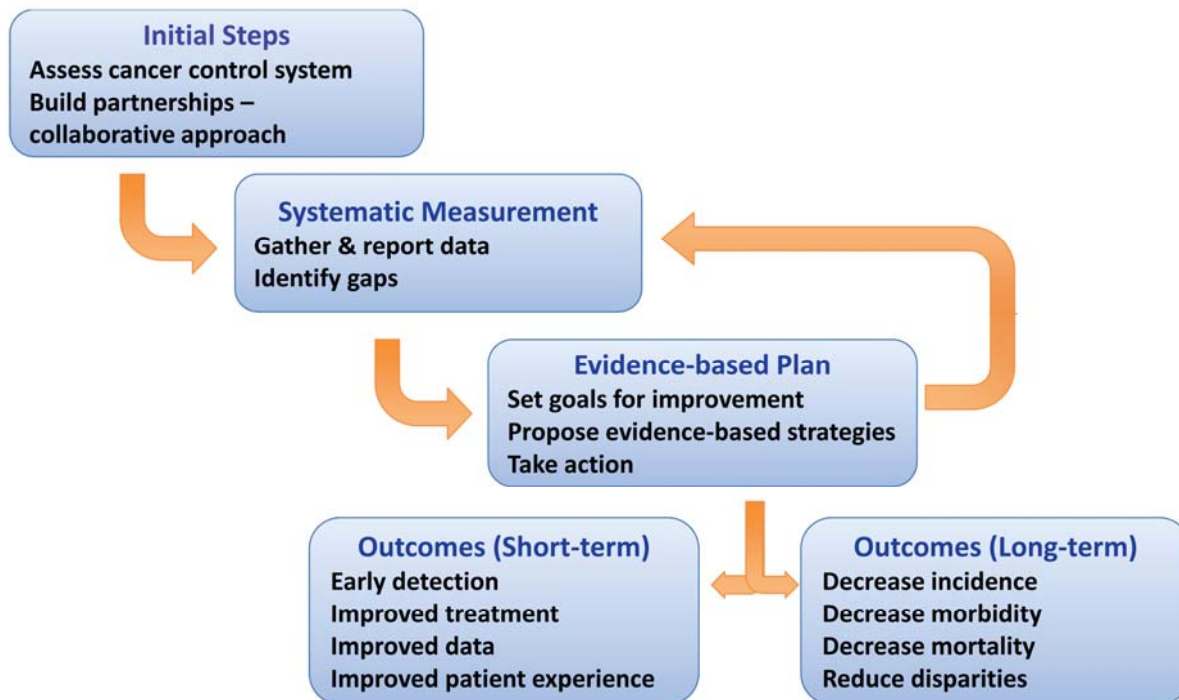 Initial Steps
Assess cancer control system
Build partnerships –
collaborative approach
Systematic Measurement
Gather & report data
Identify gaps
Evidence-based Plan
Set goals for improvement
Propose evidence-based strategies
Take action
Outcomes (Short-term)
Early detection
Improved treatment
Improved data
Improved patient experience
Outcomes (Long-term)
Decrease incidence
Decrease morbidity
Decrease mortality
Reduce disparities